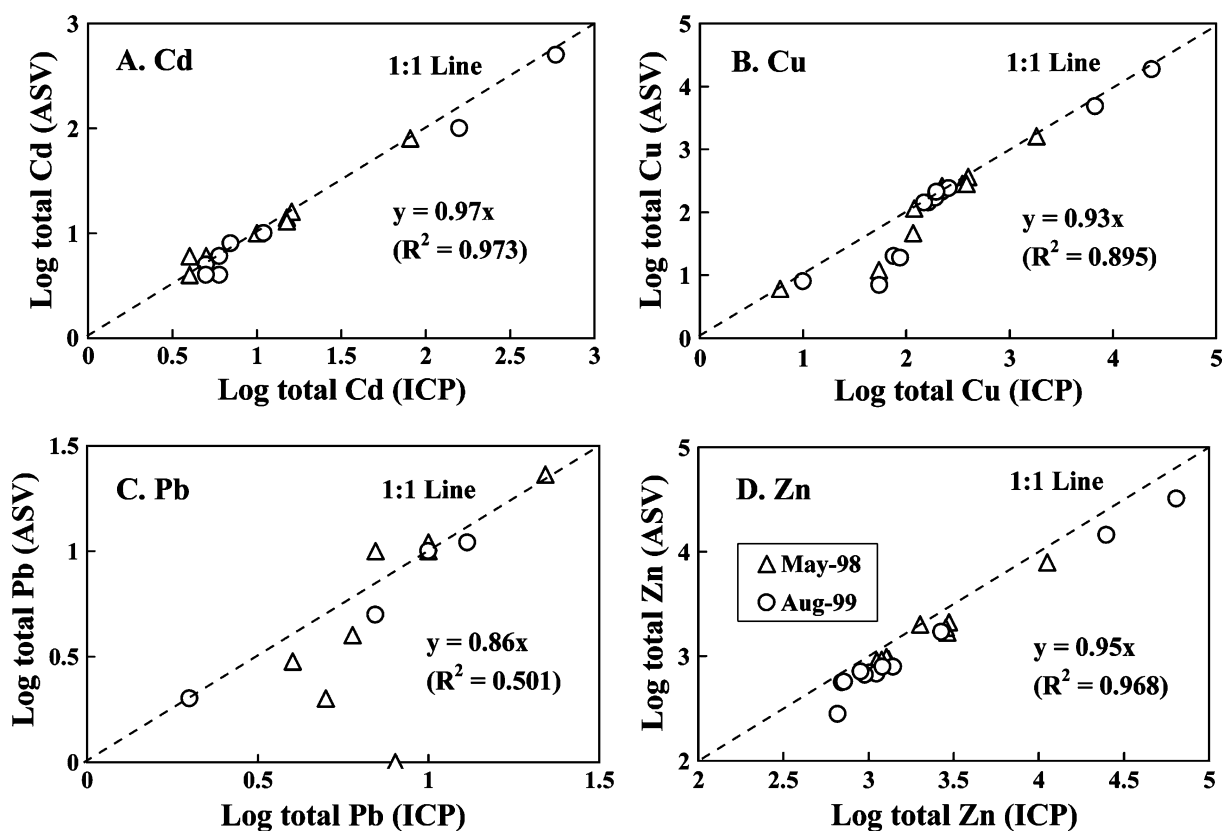 A. Cd
1:1 Line
y = 0.97x
(R² = 0.973)
Log total Cd (ASV)
3
2
1
0
0
0.5
1
1.5
2
2.5
3
Log total Cd (ICP)
B. Cu
1:1 Line
y = 0.93x
(R² = 0.895)
Log total Cu (ASV)
5
4
3
2
1
0
0
1
2
3
4
5
Log total Cu (ICP)
C. Pb
1:1 Line
y = 0.86x
(R² = 0.501)
Log total Pb (ASV)
1.5
1
0.5
0
0
0.5
1
1.5
Log total Pb (ICP)
D. Zn
1:1 Line
May-98
Aug-99
y = 0.95x
(R² = 0.968)
Log total Zn (ASV)
5
4
3
2
2
2.5
3
3.5
4
4.5
5
Log total Zn (ICP)